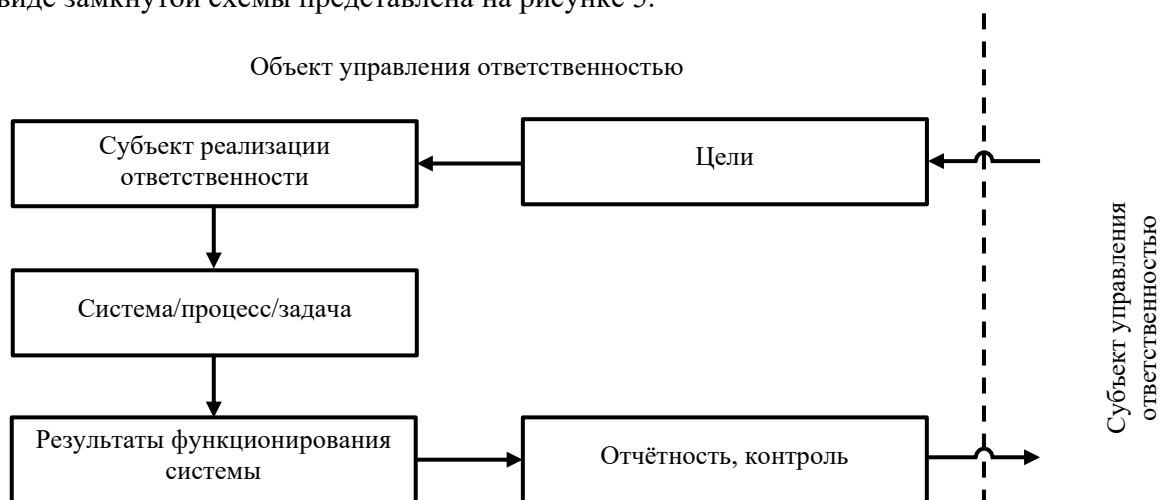 виде замкнутой схемы представлена на рисунке 3.
Объект управления ответственностью
Субъект реализации
ответственности
Цели
Система/процесс/задача
Результаты функционирования
системы
Отчётность, контроль
Субъект управления
ответственностью